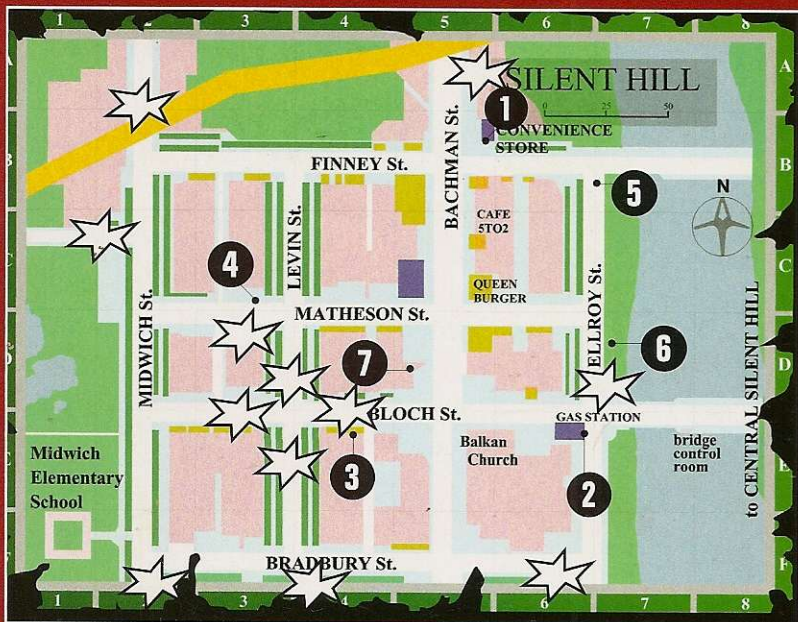 2 3 4 5 6 7 8
A
SILENT HILL
0 25 50
1
CONVENIENCE
STORE
BACHMAN St.
B
FINNEY St.
B
5
N
LEVIN St.
CAFE
5TO2
C
4
QUEEN
BURGER
C
MATHESON St.
ELLROY St.
MIDWICH St.
7
6
D
BLOCH St.
GAS STATION
to CENTRAL SILENT HILL
Midwich
Elementary
School
3
Balkan
Church
2
bridge
control
room
E
BRADBURY St.
F
1 2 3 4 6 7 8